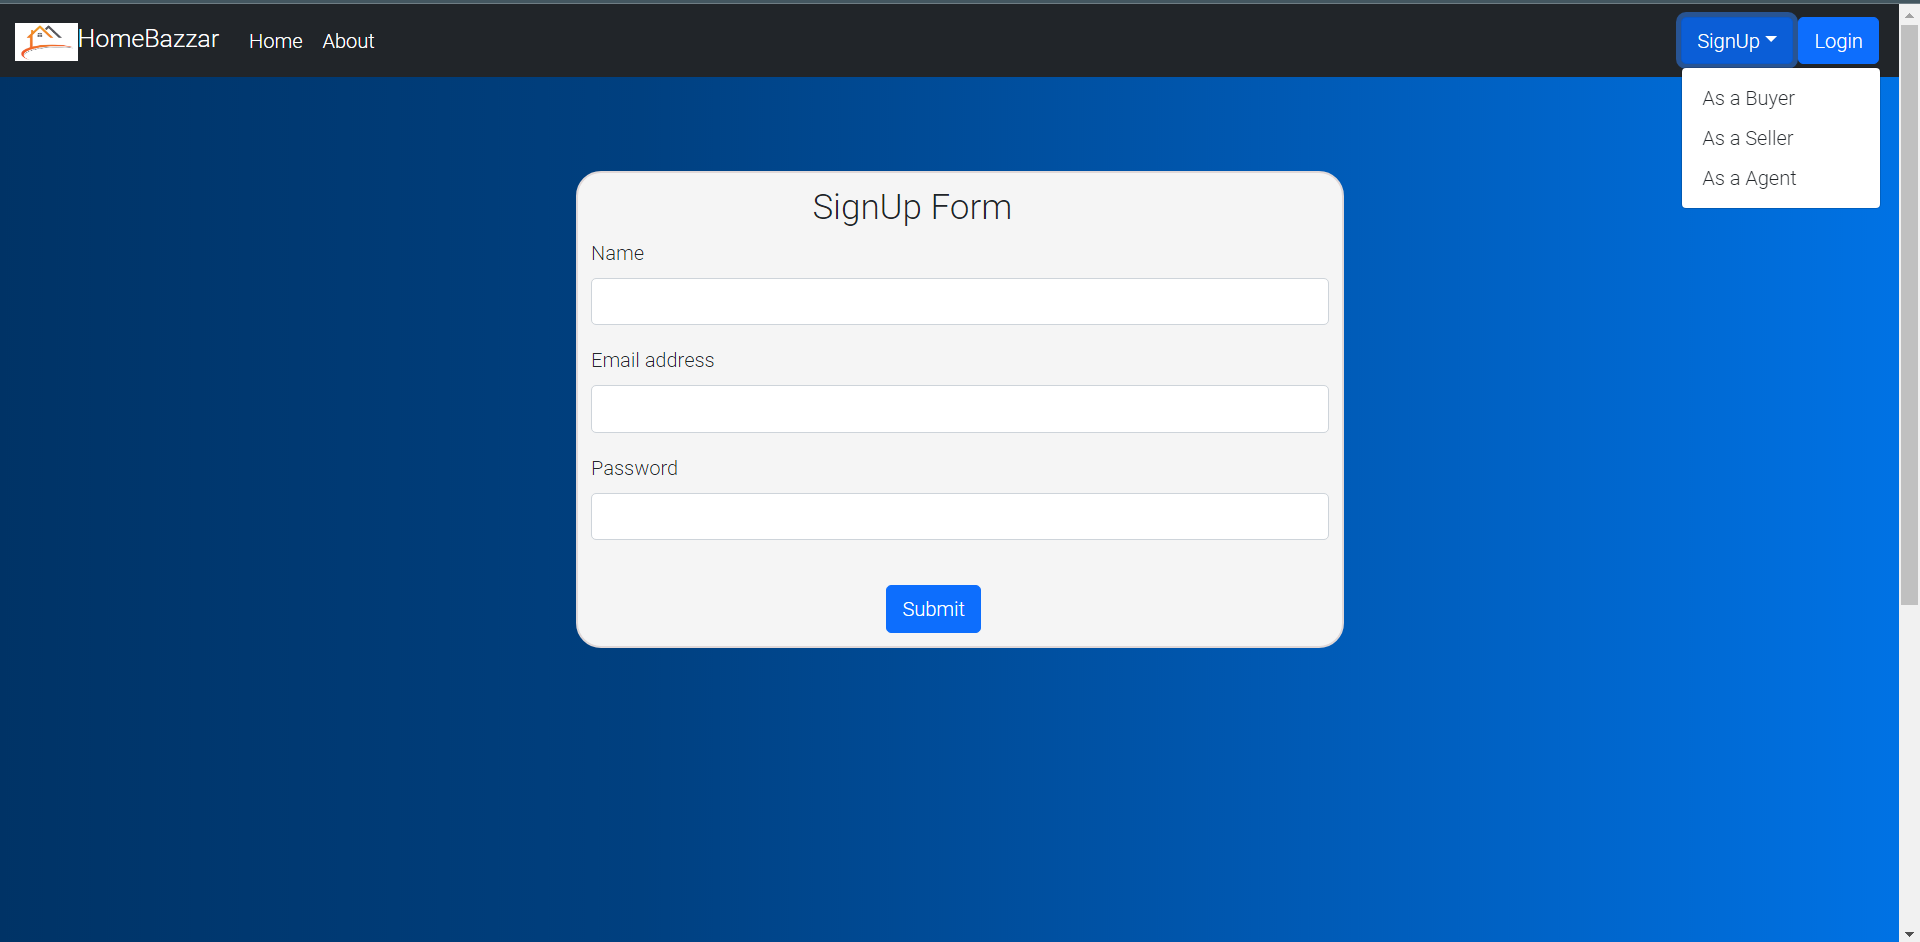 HomeBazzar Home About SignUp Login
As a Buyer
As a Seller
As a Agent
SignUp Form
Name
Email address
Password
Submit